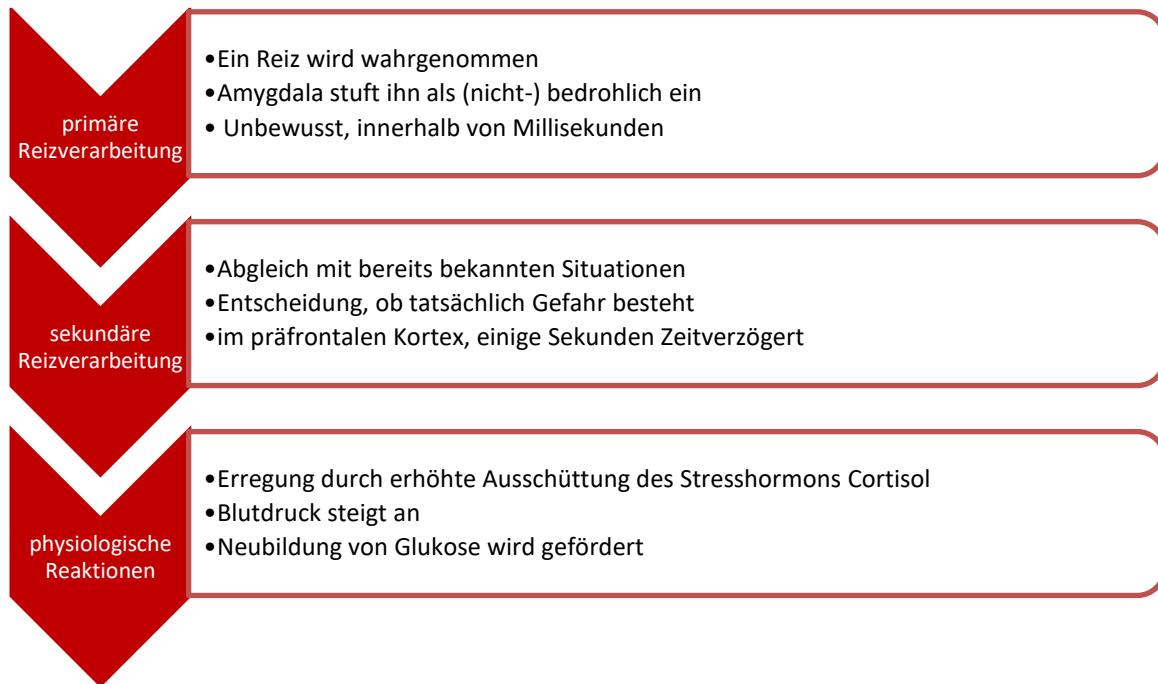 primäre
Reizverarbeitung
•Ein Reiz wird wahrgenommen
•Amygdala stuft ihn als (nicht-) bedrohlich ein
• Unbewusst, innerhalb von Millisekunden
sekundäre
Reizverarbeitung
•Abgleich mit bereits bekannten Situationen
•Entscheidung, ob tatsächlich Gefahr besteht
•im präfrontalen Kortex, einige Sekunden Zeitverzögert
physiologische
Reaktionen
•Erregung durch erhöhte Ausschüttung des Stresshormons Cortisol
•Blutdruck steigt an
•Neubildung von Glukose wird gefördert